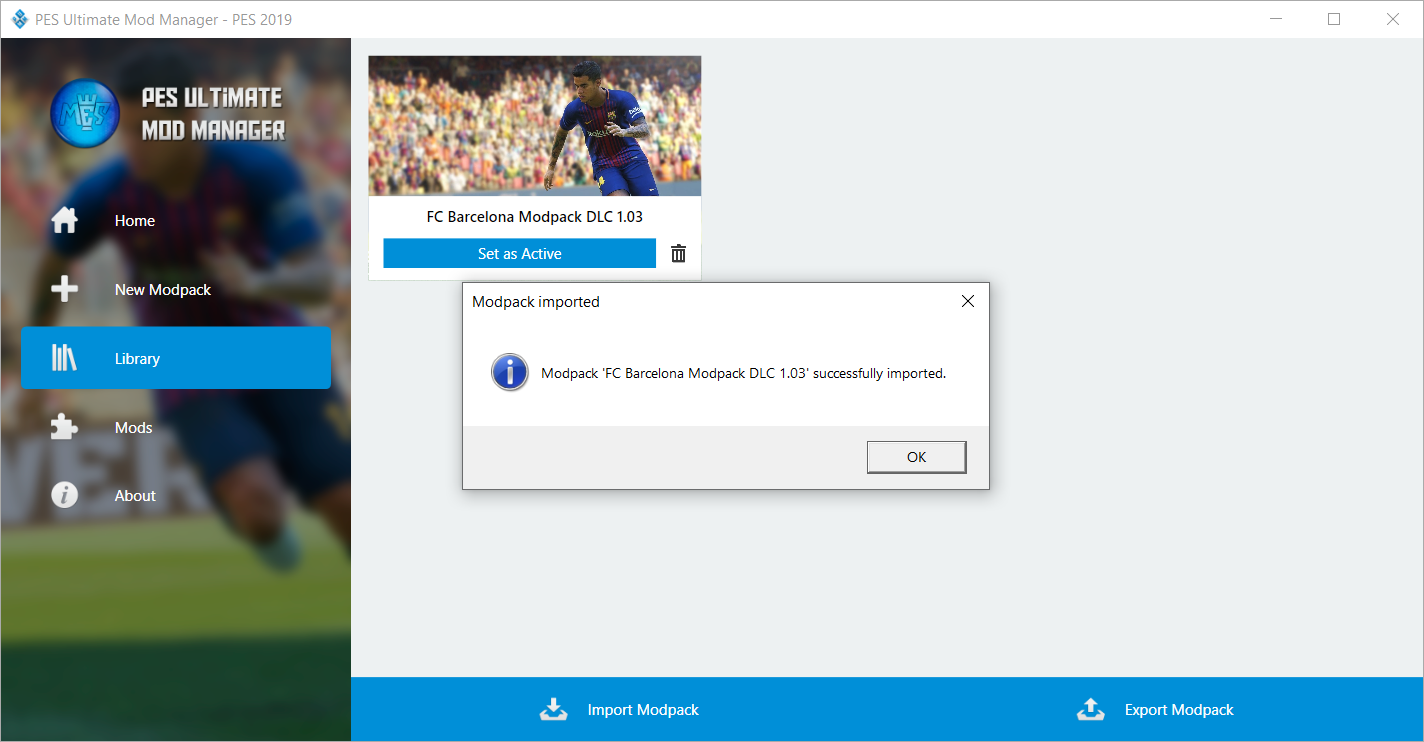 PES Ultimate Mod Manager - PES 2019
PES ULTiMATE
MOD MANAGER
MES
Home
New Modpack
Library
Mods
About
FC Barcelona Modpack DLC 1.03
Set as Active
Modpack imported
Modpack 'FC Barcelona Modpack DLC 1.03' successfully imported.
OK
Import Modpack
Export Modpack